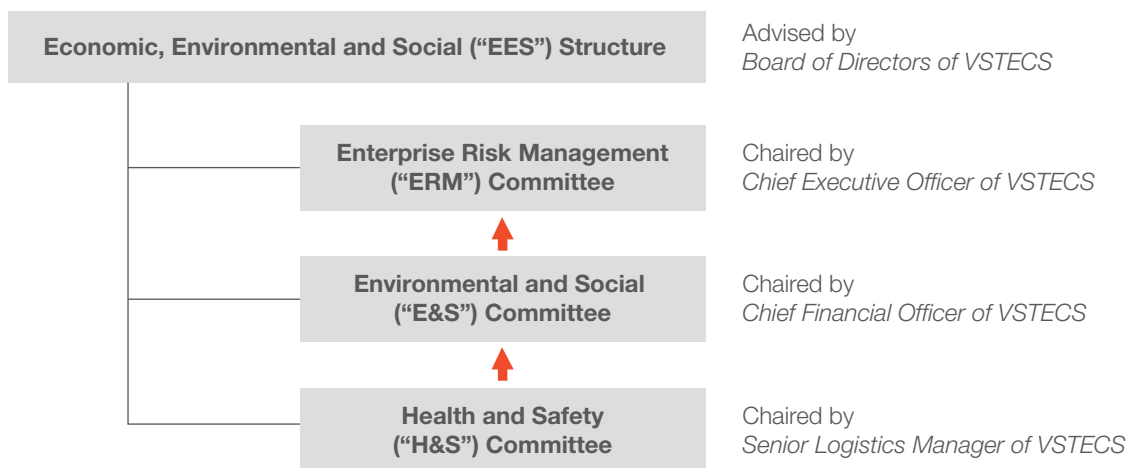 Economic, Environmental and Social (“EES”) Structure
Advised by
Board of Directors of VSTECS
Enterprise Risk Management
(“ERM”) Committee
Chaired by
Chief Executive Officer of VSTECS
Environmental and Social
(“E&S”) Committee
Chaired by
Chief Financial Officer of VSTECS
Health and Safety
(“H&S”) Committee
Chaired by
Senior Logistics Manager of VSTECS